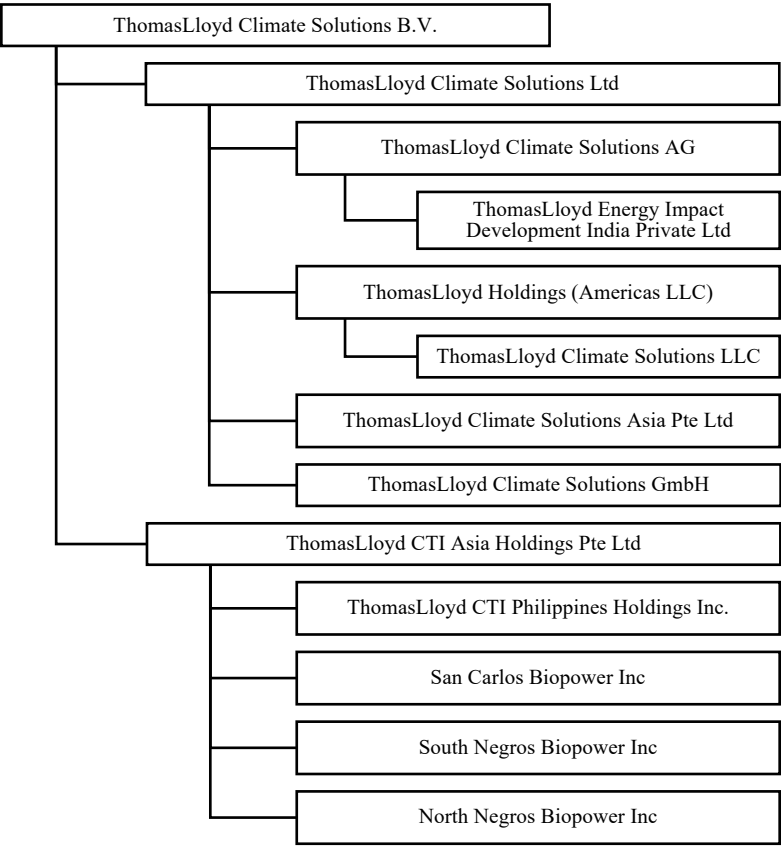 ThomasLloyd Climate Solutions B.V.
ThomasLloyd Climate Solutions Ltd
ThomasLloyd Climate Solutions AG
ThomasLloyd Energy Impact
Development India Private Ltd
ThomasLloyd Holdings (Americas LLC)
ThomasLloyd Climate Solutions LLC
ThomasLloyd Climate Solutions Asia Pte Ltd
ThomasLloyd Climate Solutions GmbH
ThomasLloyd CTI Asia Holdings Pte Ltd
ThomasLloyd CTI Philippines Holdings Inc.
San Carlos Biopower Inc
South Negros Biopower Inc
North Negros Biopower Inc